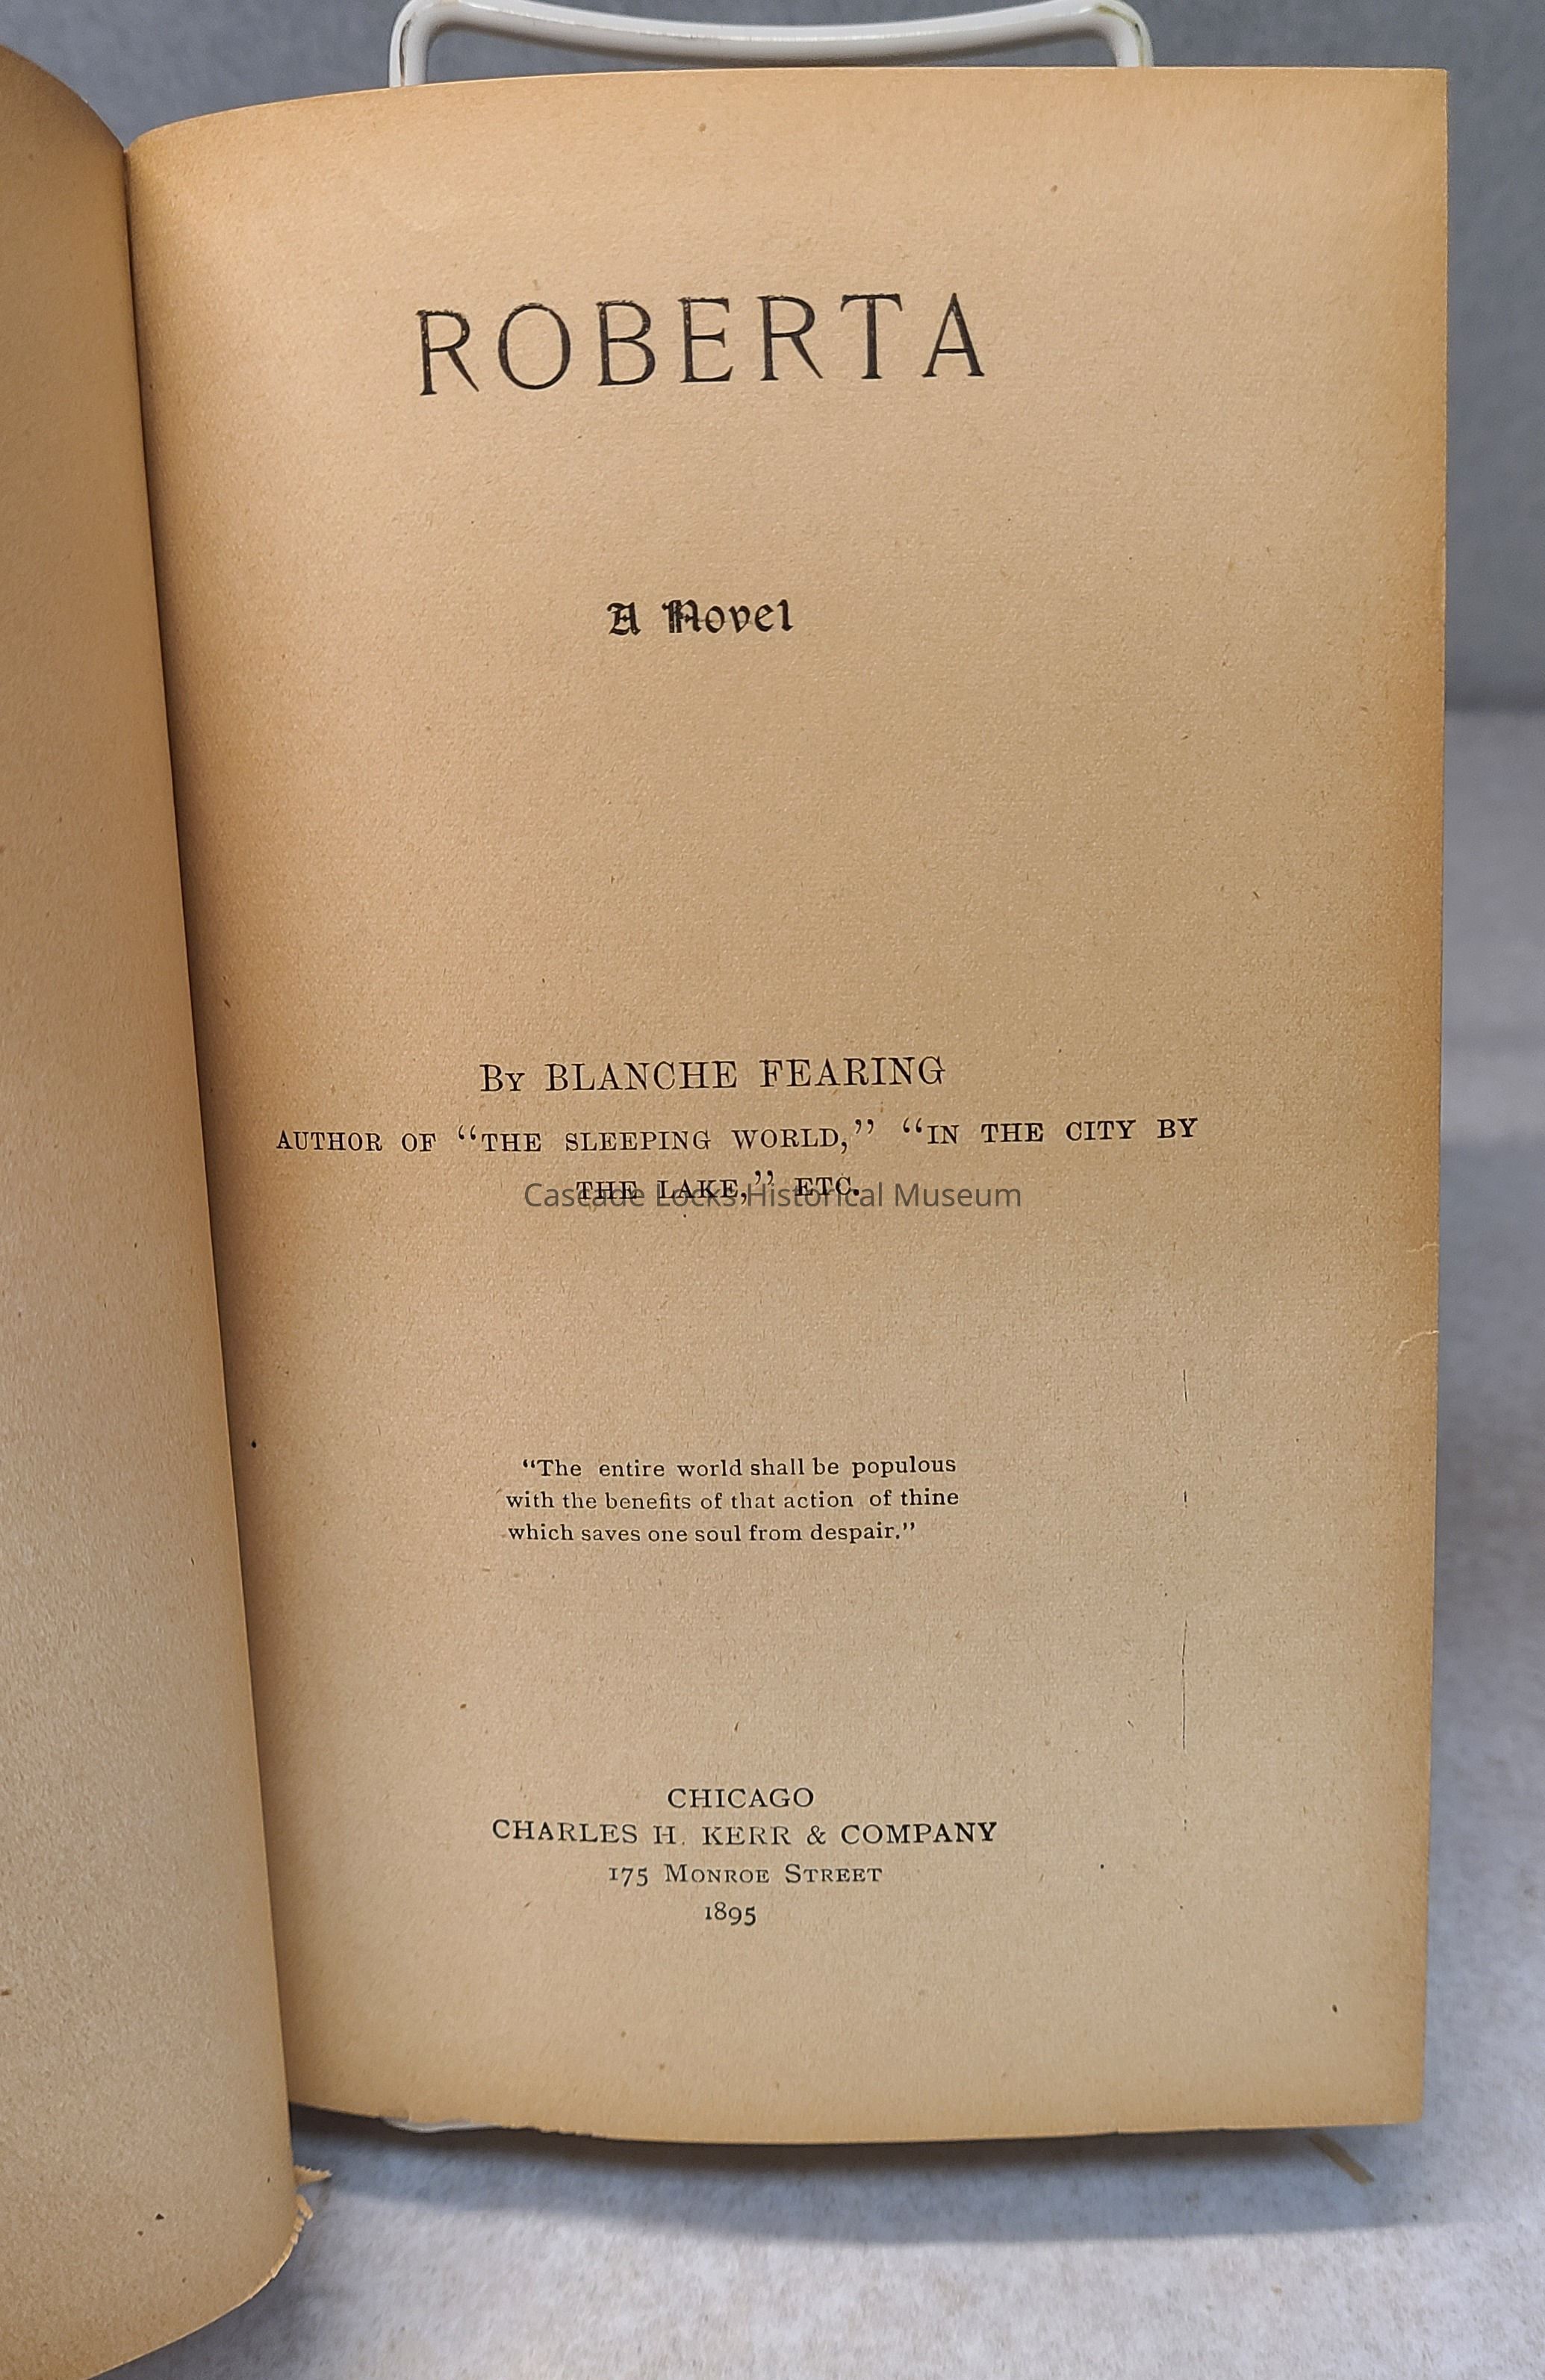 ROBERTA
A Novel
By BLANCHE FEARING
AUTHOR OF “THE SLEEPING WORLD,” “IN THE CITY BY
THE LAKE,” ETC.
Cascade Locks Historical Museum
“The entire world shall be populous
with the benefits of that action of thine
which saves one soul from despair.”
CHICAGO
CHARLES H. KERR & COMPANY
175 MONROE STREET
1895